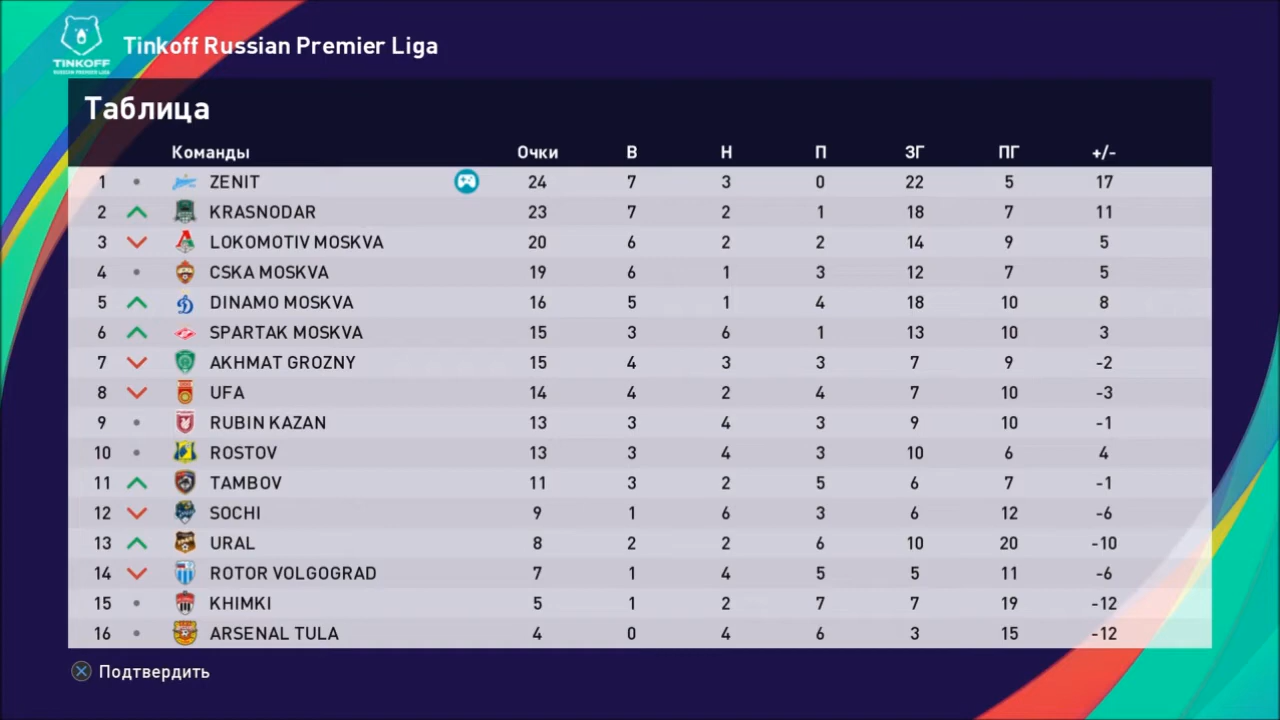 Tinkoff Russian Premier Liga
TINKOFF
RUSSIAN PREMIER LIGA
Таблица
Команды Очки В Н П ЗГ ПГ +/-
1 ZENIT 24 7 3 0 22 5 17
2 KRASNODAR 23 7 2 1 18 7 11
3 LOKOMOTIV MOSKVA 20 6 2 2 14 9 5
4 CSKA MOSKVA 19 6 1 3 12 7 5
5 DINAMO MOSKVA 16 5 1 4 18 10 8
6 SPARTAK MOSKVA 15 3 6 1 13 10 3
7 AKHMAT GROZNY 15 4 3 3 7 9 -2
8 UFA 14 4 2 4 7 10 -3
9 RUBIN KAZAN 13 3 4 3 9 10 -1
10 ROSTOV 13 3 4 3 10 6 4
11 TAMBOV 11 3 2 5 6 7 -1
12 SOCHI 9 1 6 3 6 12 -6
13 URAL 8 2 2 6 10 20 -10
14 ROTOR VOLGOGRAD 7 1 4 5 5 11 -6
15 KHIMKI 5 1 2 7 7 19 -12
16 ARSENAL TULA 4 0 4 6 3 15 -12
Подтвердить